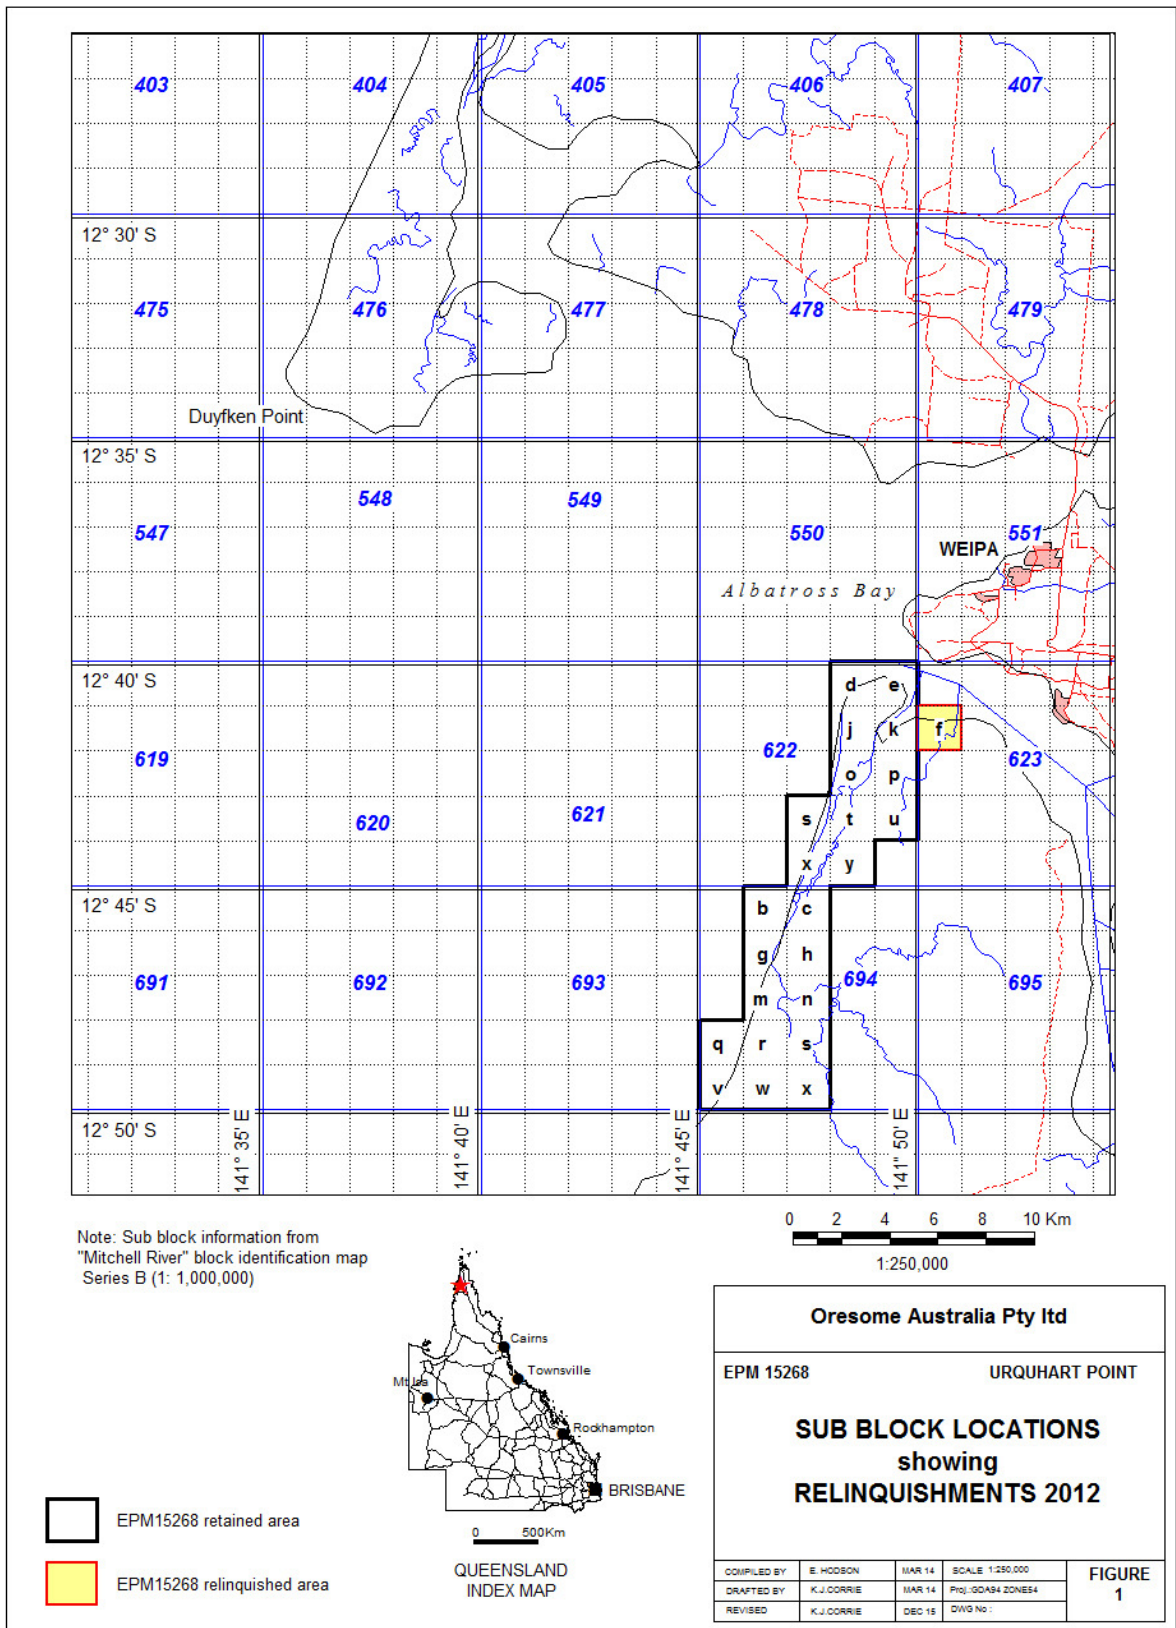 403 404 405 406 407
12° 30' S
475 476 477 478 479
Duyfken Point
12° 35' S
548 549
547 550 551
WEIPA
Albatross Bay
12° 40' S
d e
j k f
622
619 623
o p
621
620
s t u
x y
12° 45' S
b c
g h
694
691 692 693 695
m n
q r s
v w x
12° 50' S
141° 35' E
141° 40' E
141° 45' E
141° 50' E
0 2 4 6 8 10 Km
1:250,000
Note: Sub block information from
"Mitchell River" block identification map
Series B (1: 1,000,000)
Cairns
Townsville
Mt Isa
Rockhampton
BRISBANE
0 500Km
QUEENSLAND
INDEX MAP
EPM15268 retained area
EPM15268 relinquished area
Oresome Australia Pty ltd
EPM 15268 URQUHART POINT
SUB BLOCK LOCATIONS
showing
RELINQUISHMENTS 2012
COMPILED BY E. HODSON MAR 14 SCALE 1:250,000
DRAFTED BY K.J.CORRIE MAR 14 Proj.:GDA94 ZONE54
REVISED K.J.CORRIE DEC 15 DWG No :
FIGURE
1